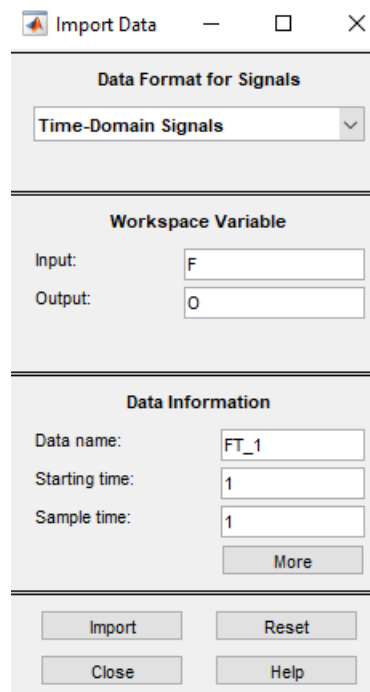 Import Data
Data Format for Signals
Time-Domain Signals
Workspace Variable
Input: F
Output: O
Data Information
Data name: FT_1
Starting time: 1
Sample time: 1
More
Import Reset
Close Help